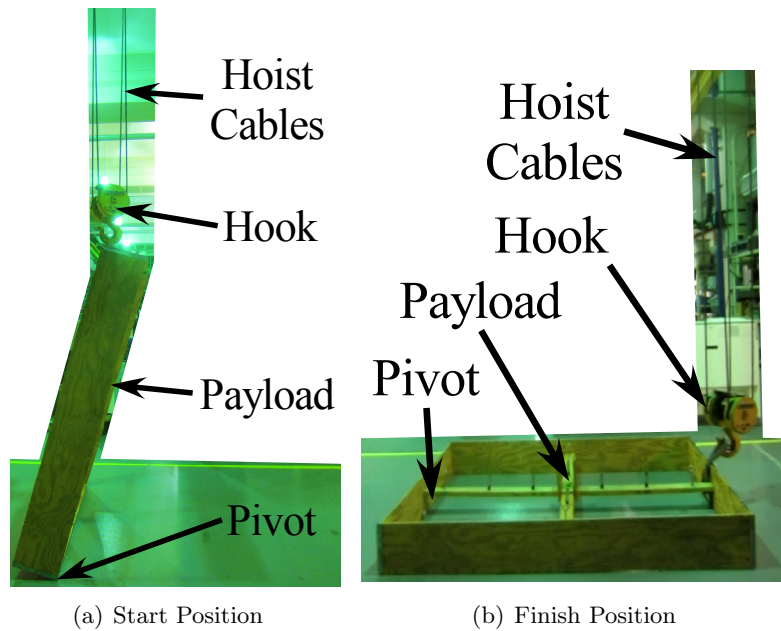 Hoist
Cables
Hook
Payload
Pivot
(a) Start Position
Hoist
Cables
Hook
Payload
Pivot
(b) Finish Position